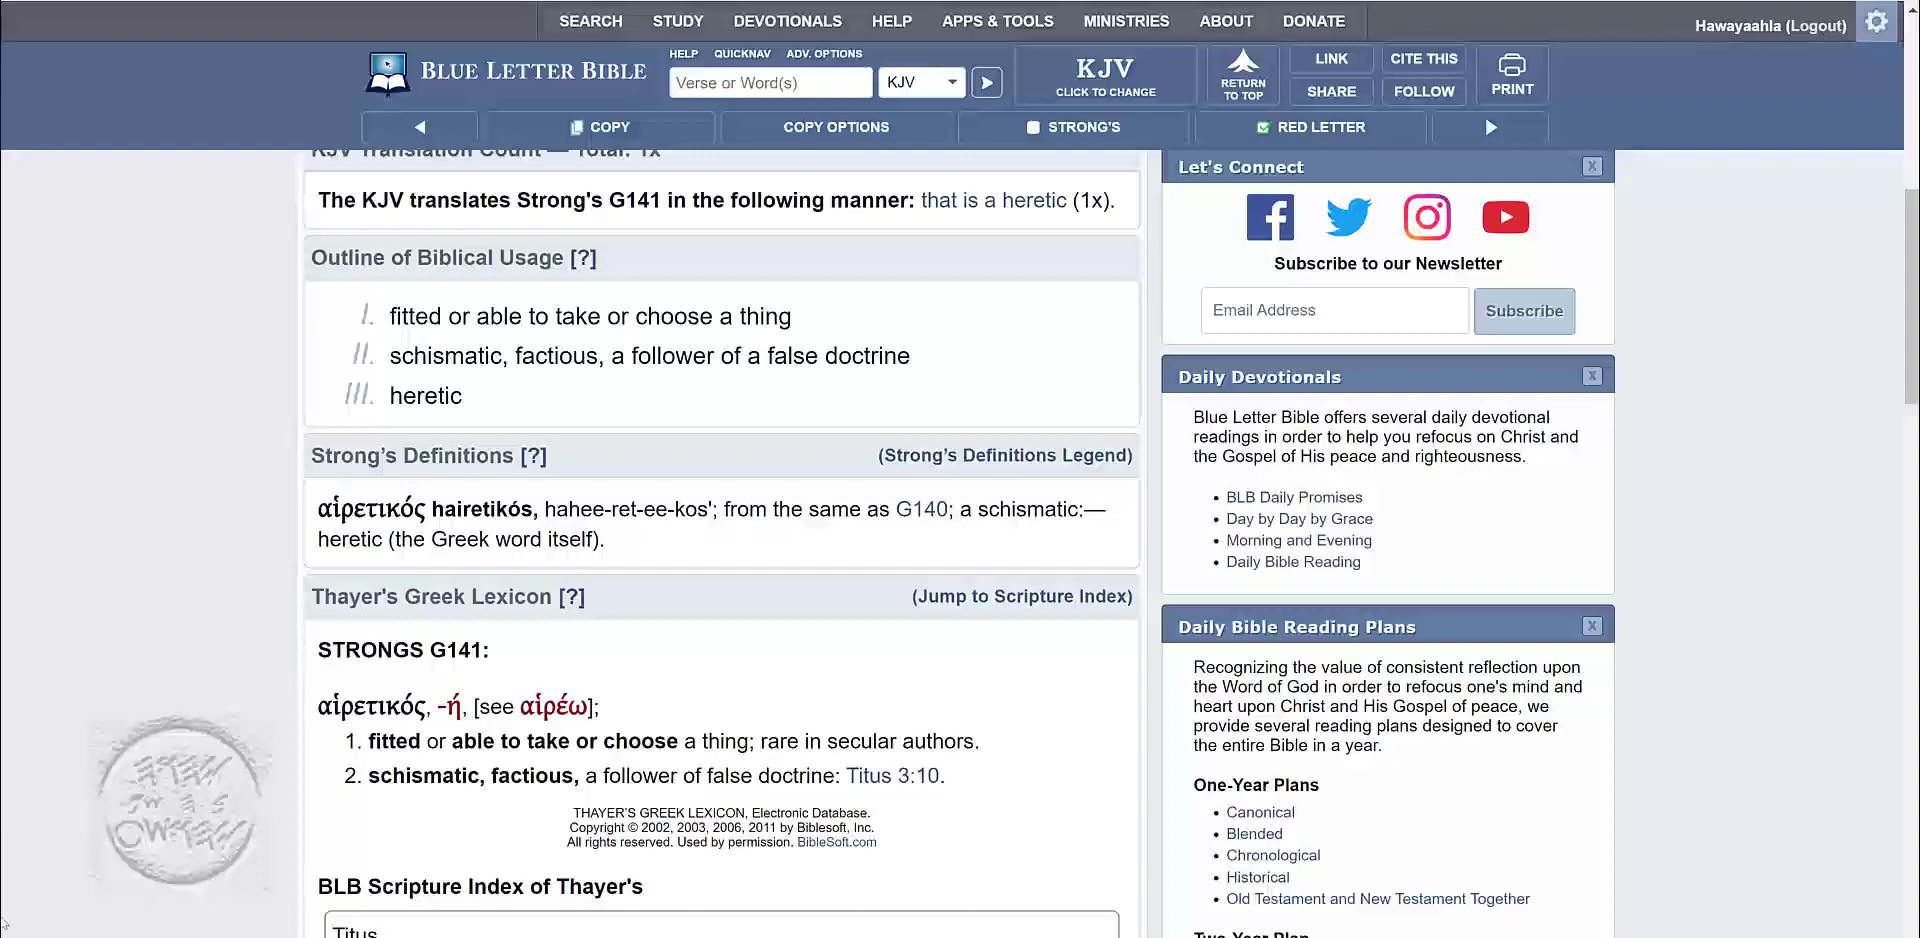 SEARCH STUDY DEVOTIONALS HELP APPS & TOOLS MINISTRIES ABOUT DONATE
Hawayaahla (Logout)
BLUE LETTER BIBLE
HELP QUICKNAV ADV. OPTIONS
Verse or Word(s) KJV
KJV
CLICK TO CHANGE
RETURN
TO TOP
LINK CITE THIS
SHARE FOLLOW
PRINT
COPY COPY OPTIONS STRONG'S RED LETTER
KJV Translation Count — Total: 1x
The KJV translates Strong's G141 in the following manner: that is a heretic (1x).
Outline of Biblical Usage [?]
I. fitted or able to take or choose a thing
II. schismatic, factious, a follower of a false doctrine
III. heretic
Strong’s Definitions [?] (Strong’s Definitions Legend)
αἱρετικός hairetikós, hahee-ret-ee-kos'; from the same as G140; a schismatic:—
heretic (the Greek word itself).
Thayer's Greek Lexicon [?] (Jump to Scripture Index)
STRONGS G141:
αἱρετικός, -ή, [see αἱρέω];
1. fitted or able to take or choose a thing; rare in secular authors.
2. schismatic, factious, a follower of false doctrine: Titus 3:10.
THAYER'S GREEK LEXICON, Electronic Database.
Copyright © 2002, 2003, 2006, 2011 by Biblesoft, Inc.
All rights reserved. Used by permission. BibleSoft.com
BLB Scripture Index of Thayer's
Titus
Let's Connect X
Subscribe to our Newsletter
Email Address Subscribe
Daily Devotionals X
Blue Letter Bible offers several daily devotional
readings in order to help you refocus on Christ and
the Gospel of His peace and righteousness.
• BLB Daily Promises
• Day by Day by Grace
• Morning and Evening
• Daily Bible Reading
Daily Bible Reading Plans X
Recognizing the value of consistent reflection upon
the Word of God in order to refocus one's mind and
heart upon Christ and His Gospel of peace, we
provide several reading plans designed to cover
the entire Bible in a year.
One-Year Plans
• Canonical
• Blended
• Chronological
• Historical
• Old Testament and New Testament Together
Two-Year Plan